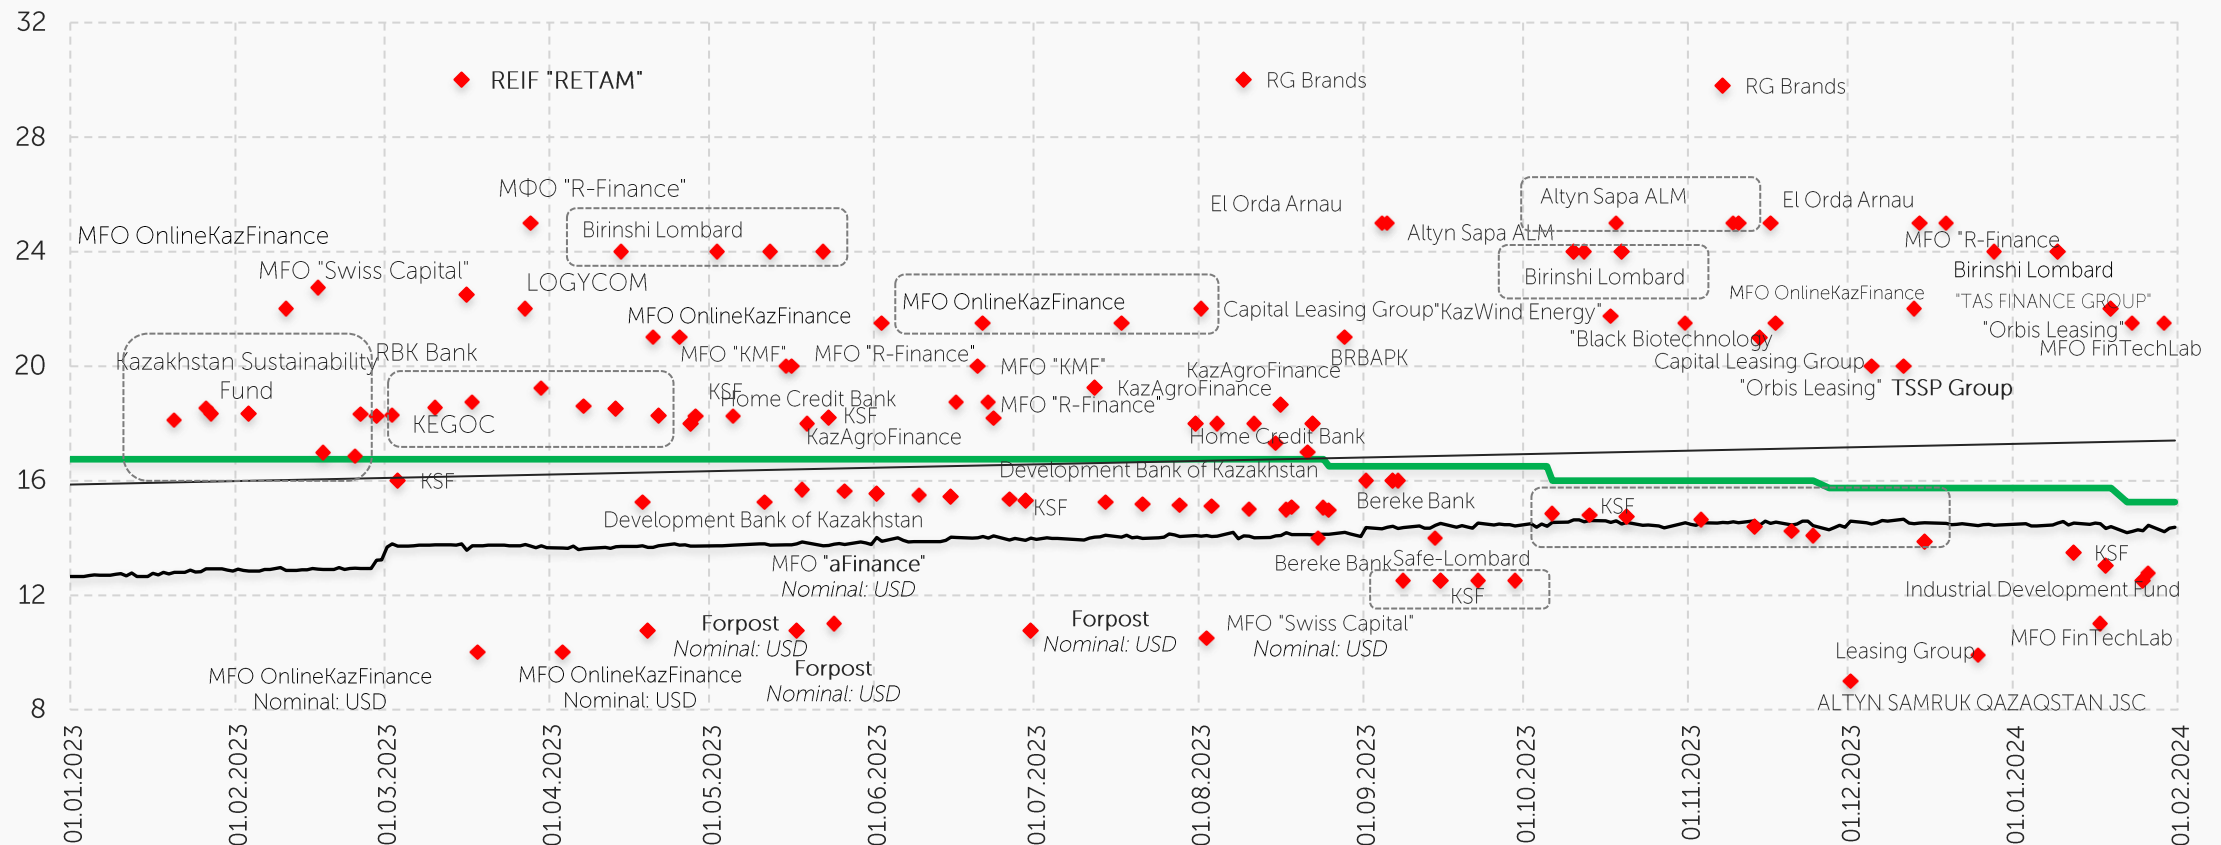 32
REIF "RETAM"
RG Brands
RG Brands
28
МФО "R-Finance"
El Orda Arnau
Altyn Sapa ALM
El Orda Arnau
MFO OnlineKazFinance
Birinshi Lombard
Altyn Sapa ALM
MFO "R-Finance
24
MFO "Swiss Capital"
LOGYCOM
Birinshi Lombard
Birinshi Lombard
MFO OnlineKazFinance
MFO OnlineKazFinance
MFO OnlineKazFinance
Capital Leasing Group
"KazWind Energy"
"TAS FINANCE GROUP"
"Orbis Leasing"
"Black Biotechnology
MFO FinTechLab
Kazakhstan Sustainability
Fund
RBK Bank
MFO "KMF"
MFO "R-Finance"
BRBAPK
20
MFO "KMF"
KazAgroFinance
Capital Leasing Group
KSF
Home Credit Bank
KazAgroFinance
"Orbis Leasing"
TSSP Group
KEGOC
KSF
MFO "R-Finance"
KazAgroFinance
Home Credit Bank
16
KSF
Development Bank of Kazakhstan
Development Bank of Kazakhstan
KSF
Bereke Bank
KSF
MFO "aFinance"
Nominal: USD
Bereke Bank
Safe-Lombard
KSF
KSF
Industrial Development Fund
12
Forpost
Nominal: USD
Forpost
Nominal: USD
MFO "Swiss Capital"
Nominal: USD
MFO FinTechLab
Leasing Group
MFO OnlineKazFinance
Nominal: USD
MFO OnlineKazFinance
Nominal: USD
Forpost
Nominal: USD
ALTYN SAMRUK QAZAQSTAN JSC
8
01.01.2023
01.02.2023
01.03.2023
01.04.2023
01.05.2023
01.06.2023
01.07.2023
01.08.2023
01.09.2023
01.10.2023
01.11.2023
01.12.2023
01.01.2024
01.02.2024